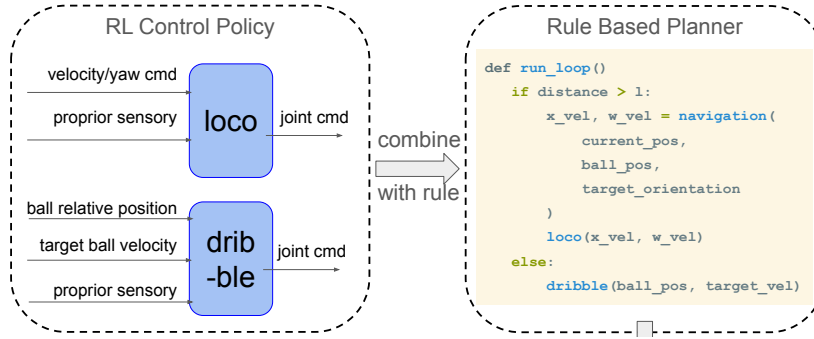 RL Control Policy
velocity/yaw cmd
proprior sensory
loco
joint cmd
ball relative position
target ball velocity
proprior sensory
drib
-ble
joint cmd
combine
with rule
Rule Based Planner
def run_loop()
if distance > l:
x_vel, w_vel = navigation(
current_pos,
ball_pos,
target_orientation
)
loco(x_vel, w_vel)
else:
dribble(ball_pos, target_vel)